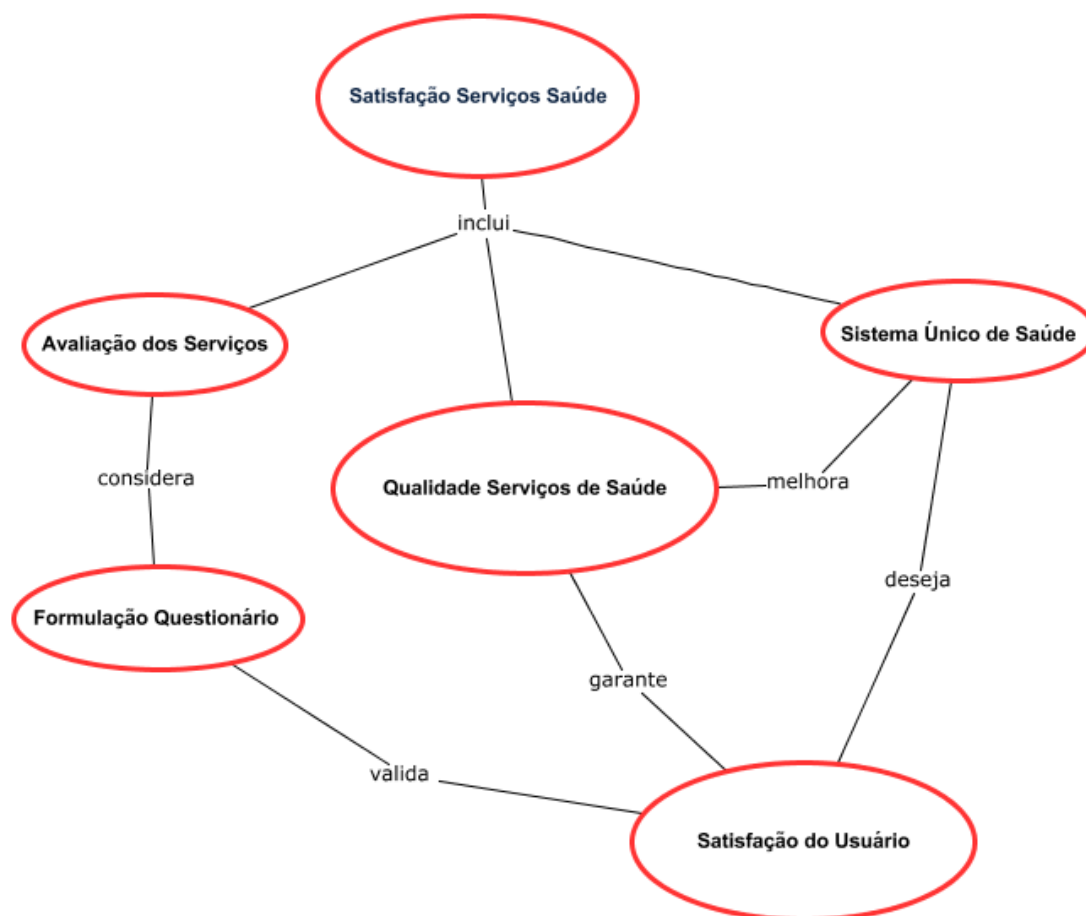 Satisfação Serviços Saúde
inclui
Avaliação dos Serviços
Sistema Único de Saúde
considera
Qualidade Serviços de Saúde
melhora
deseja
Formulação Questionário
garante
valida
Satisfação do Usuário